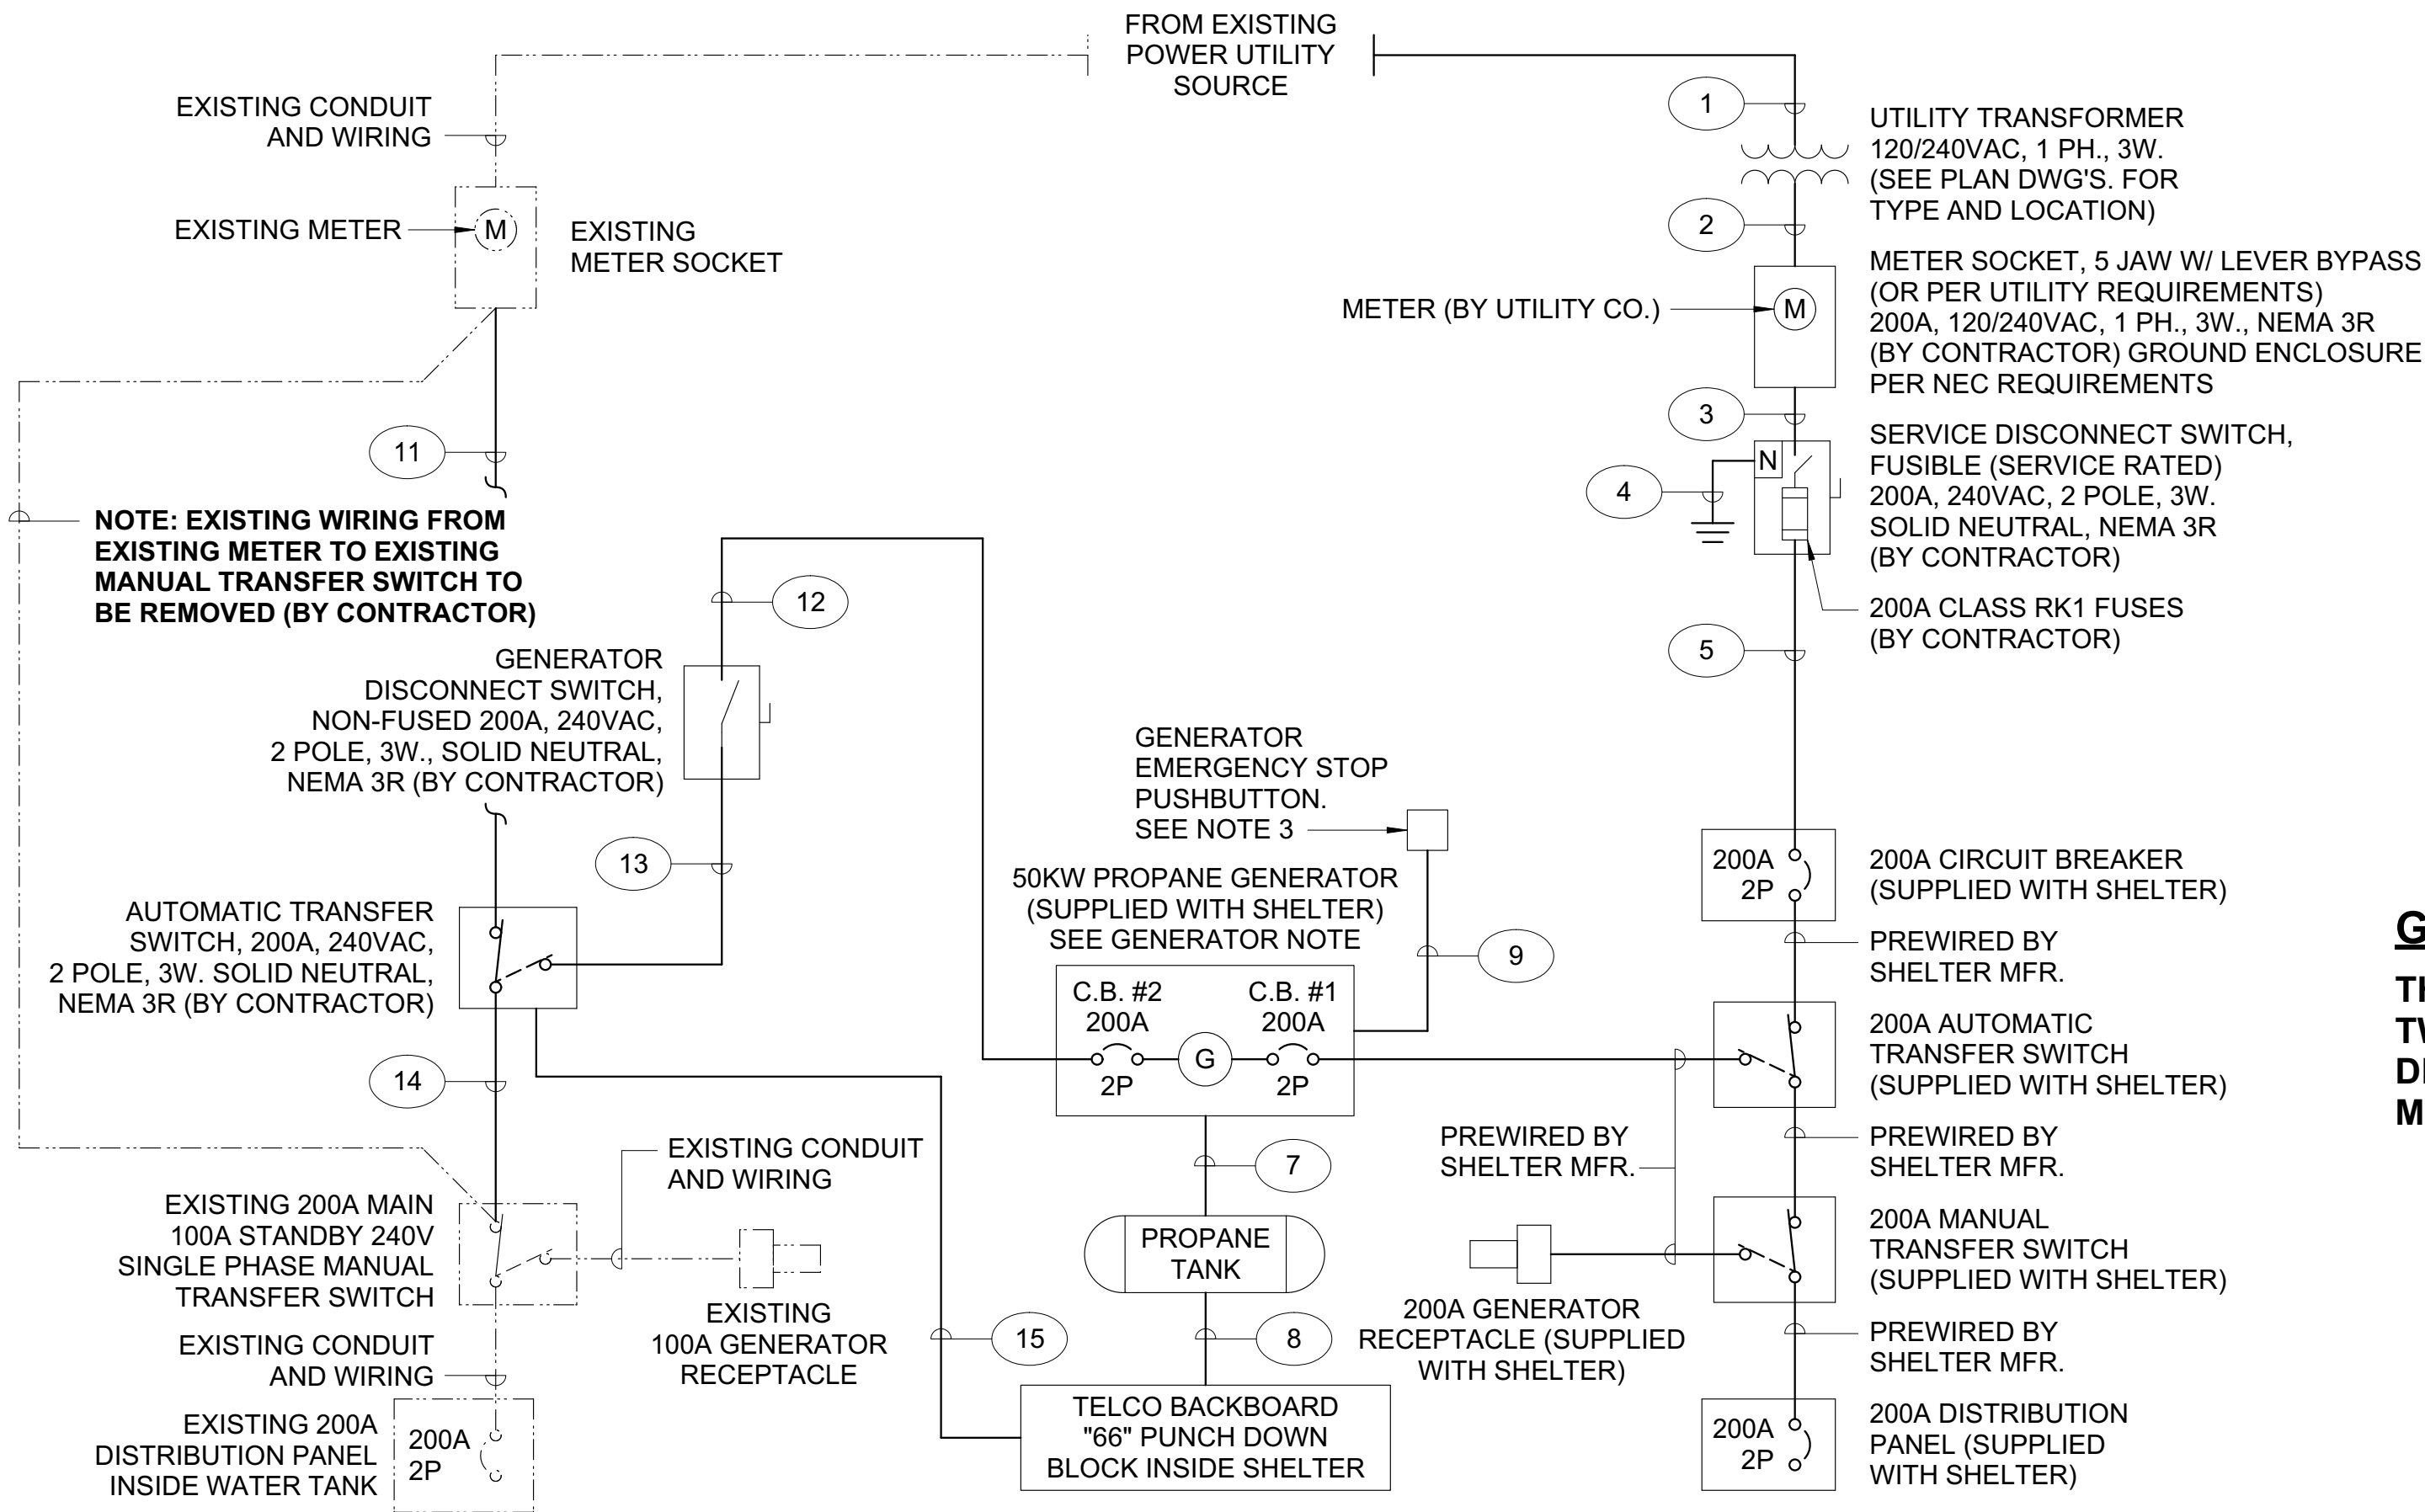 FROM EXISTING
POWER UTILITY
SOURCE
EXISTING CONDUIT
AND WIRING
EXISTING METER
M
EXISTING
METER SOCKET
11
NOTE: EXISTING WIRING FROM
EXISTING METER TO EXISTING
MANUAL TRANSFER SWITCH TO
BE REMOVED (BY CONTRACTOR)
12
GENERATOR
DISCONNECT SWITCH,
NON-FUSED 200A, 240VAC,
2 POLE, 3W., SOLID NEUTRAL,
NEMA 3R (BY CONTRACTOR)
13
AUTOMATIC TRANSFER
SWITCH, 200A, 240VAC,
2 POLE, 3W. SOLID NEUTRAL,
NEMA 3R (BY CONTRACTOR)
14
EXISTING 200A MAIN
100A STANDBY 240V
SINGLE PHASE MANUAL
TRANSFER SWITCH
EXISTING CONDUIT
AND WIRING
EXISTING
100A GENERATOR
RECEPTACLE
EXISTING CONDUIT
AND WIRING
EXISTING 200A
DISTRIBUTION PANEL
INSIDE WATER TANK
200A
2P
15
GENERATOR
EMERGENCY STOP
PUSHBUTTON.
SEE NOTE 3
9
50KW PROPANE GENERATOR
(SUPPLIED WITH SHELTER)
SEE GENERATOR NOTE
C.B. #2
200A
2P
G
C.B. #1
200A
2P
7
PROPANE
TANK
8
TELCO BACKBOARD
"66" PUNCH DOWN
BLOCK INSIDE SHELTER
PREWIRED BY
SHELTER MFR.
200A GENERATOR
RECEPTACLE (SUPPLIED
WITH SHELTER)
1
UTILITY TRANSFORMER
120/240VAC, 1 PH., 3W.
(SEE PLAN DWG'S. FOR
TYPE AND LOCATION)
2
METER (BY UTILITY CO.)
M
METER SOCKET, 5 JAW W/ LEVER BYPASS
(OR PER UTILITY REQUIREMENTS)
200A, 120/240VAC, 1 PH., 3W., NEMA 3R
(BY CONTRACTOR) GROUND ENCLOSURE
PER NEC REQUIREMENTS
3
4
N
SERVICE DISCONNECT SWITCH,
FUSIBLE (SERVICE RATED)
200A, 240VAC, 2 POLE, 3W.
SOLID NEUTRAL, NEMA 3R
(BY CONTRACTOR)
200A CLASS RK1 FUSES
(BY CONTRACTOR)
5
200A
2P
200A CIRCUIT BREAKER
(SUPPLIED WITH SHELTER)
PREWIRED BY
SHELTER MFR.
200A AUTOMATIC
TRANSFER SWITCH
(SUPPLIED WITH SHELTER)
PREWIRED BY
SHELTER MFR.
200A MANUAL
TRANSFER SWITCH
(SUPPLIED WITH SHELTER)
PREWIRED BY
SHELTER MFR.
200A
2P
200A DISTRIBUTION
PANEL (SUPPLIED
WITH SHELTER)